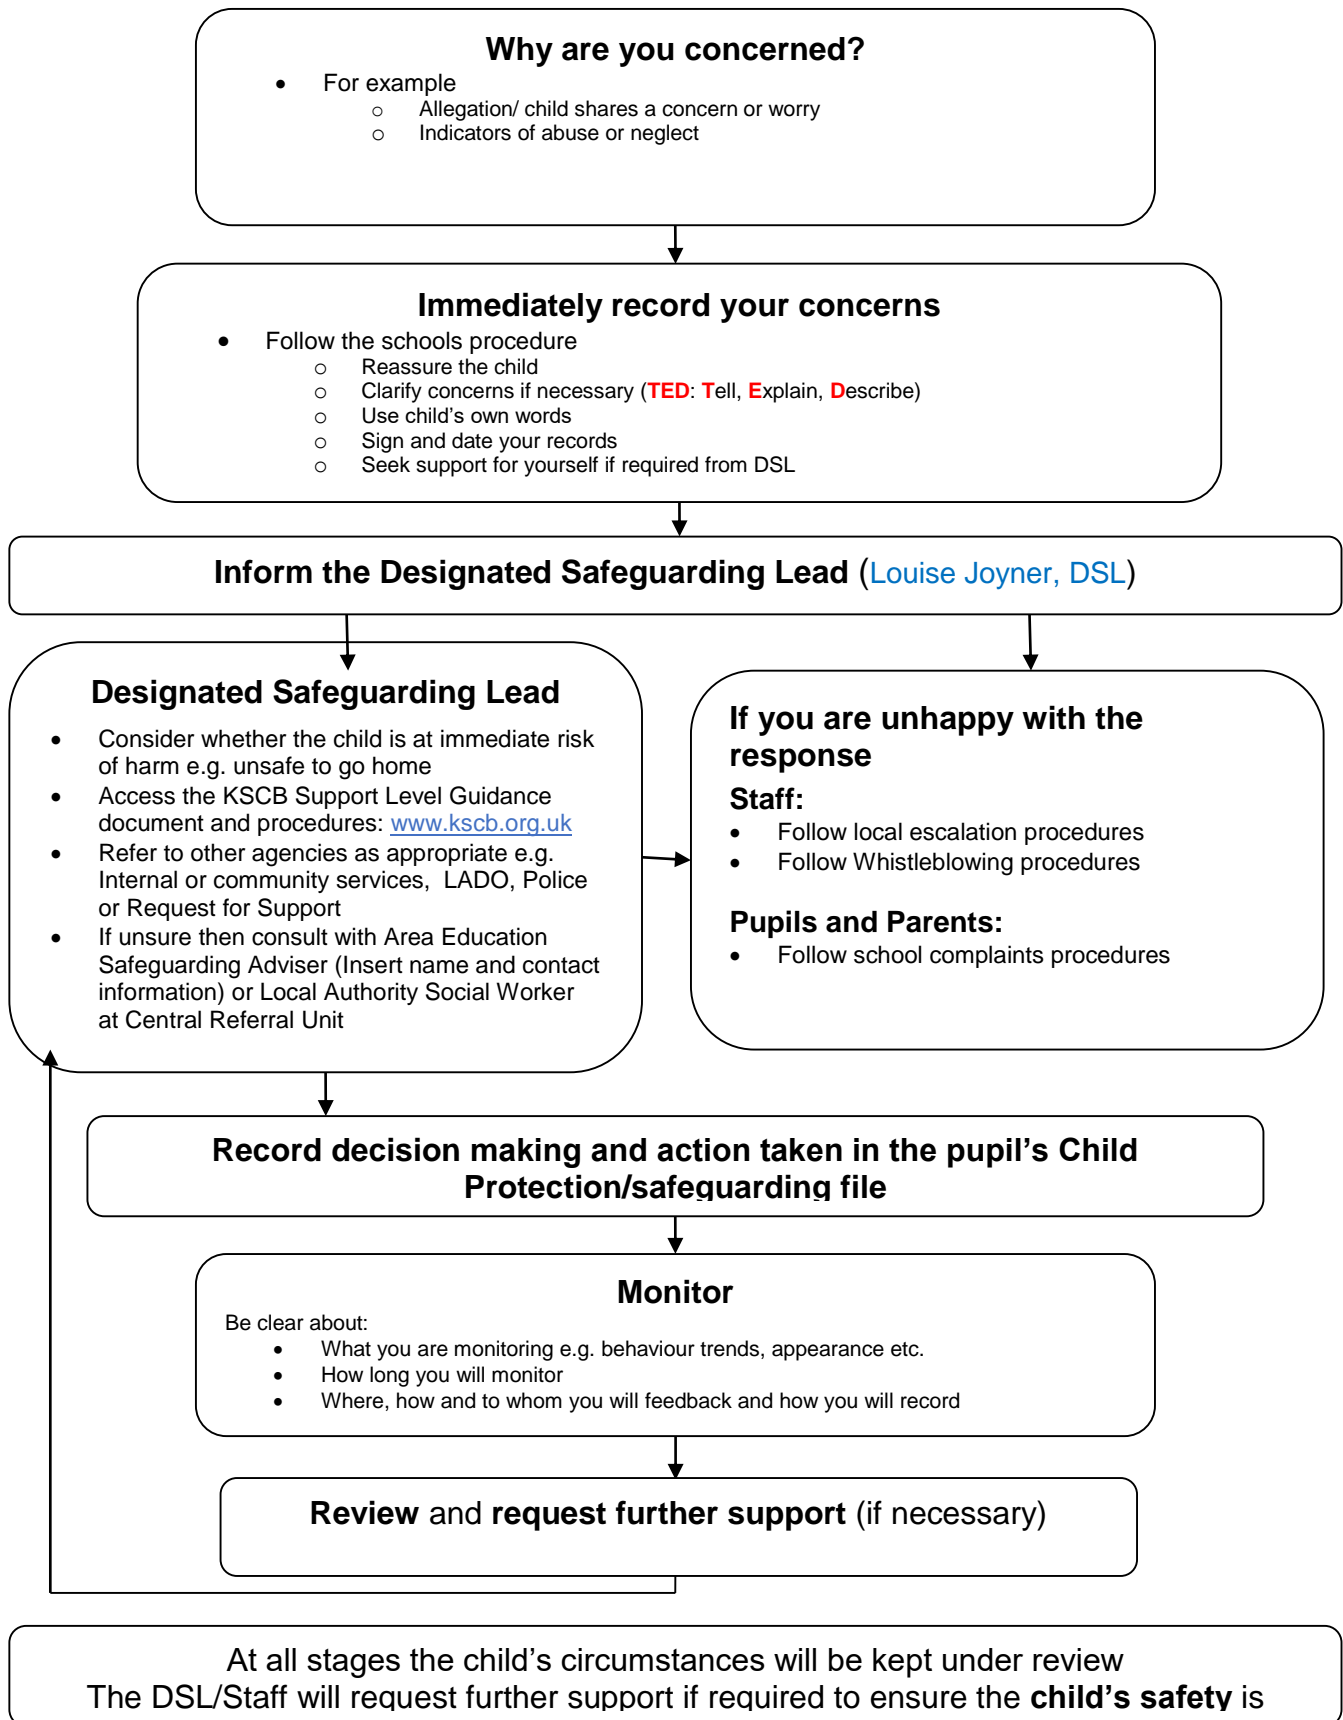 Why are you concerned?
• For example
o Allegation/ child shares a concern or worry
o Indicators of abuse or neglect
Immediately record your concerns
• Follow the schools procedure
o Reassure the child
o Clarify concerns if necessary (TED: Tell, Explain, Describe)
o Use child’s own words
o Sign and date your records
o Seek support for yourself if required from DSL
Inform the Designated Safeguarding Lead (Louise Joyner, DSL)
Designated Safeguarding Lead
• Consider whether the child is at immediate risk
of harm e.g. unsafe to go home
• Access the KSCB Support Level Guidance
document and procedures: www.kscb.org.uk
• Refer to other agencies as appropriate e.g.
Internal or community services, LADO, Police
or Request for Support
• If unsure then consult with Area Education
Safeguarding Adviser (Insert name and contact
information) or Local Authority Social Worker
at Central Referral Unit
If you are unhappy with the
response
Staff:
• Follow local escalation procedures
• Follow Whistleblowing procedures
Pupils and Parents:
• Follow school complaints procedures
Record decision making and action taken in the pupil’s Child
Protection/safeguarding file
Monitor
Be clear about:
• What you are monitoring e.g. behaviour trends, appearance etc.
• How long you will monitor
• Where, how and to whom you will feedback and how you will record
Review and request further support (if necessary)
At all stages the child’s circumstances will be kept under review
The DSL/Staff will request further support if required to ensure the child’s safety is